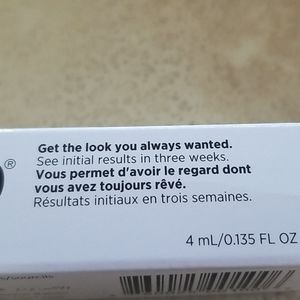 Get the look you always wanted.
See initial results in three weeks.
Vous permet d'avoir le regard dont
vous avez toujours rêvé.
Résultats initiaux en trois semaines.
®
4 mL/0.135 FL OZ